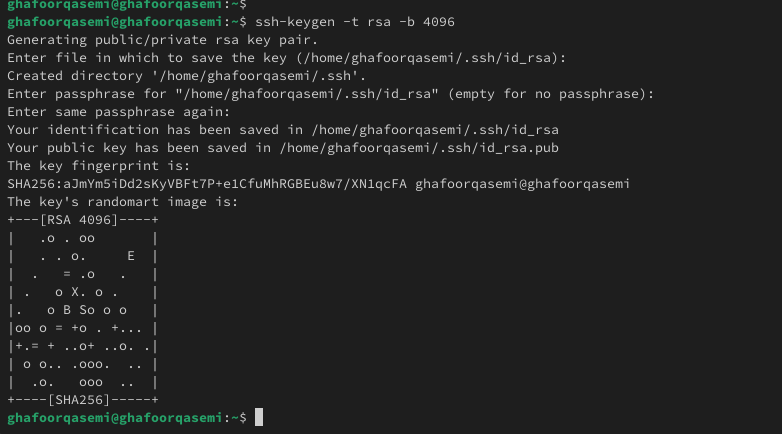 ghafoorqasemi@ghafoorqasemi:~$
ghafoorqasemi@ghafoorqasemi:~$ ssh-keygen -t rsa -b 4096
Generating public/private rsa key pair.
Enter file in which to save the key (/home/ghafoorqasemi/.ssh/id_rsa):
Created directory '/home/ghafoorqasemi/.ssh'.
Enter passphrase for "/home/ghafoorqasemi/.ssh/id_rsa" (empty for no passphrase):
Enter same passphrase again:
Your identification has been saved in /home/ghafoorqasemi/.ssh/id_rsa
Your public key has been saved in /home/ghafoorqasemi/.ssh/id_rsa.pub
The key fingerprint is:
SHA256:aJmYm5iDd2sKyVBFt7P+e1CfuMhRGBEu8w7/XN1qcFA ghafoorqasemi@ghafoorqasemi
The key's randomart image is:
+---[RSA 4096]----+
|   .o . oo       |
|   . . o.     E  |
|  .   = .o   .   |
| .   o X. o .    |
|.   o B So o o   |
|oo o = +o . +... |
|+.= + ..o+ ..o. .|
| o o.. .ooo.  .. |
|  .o.   ooo  ..  |
+----[SHA256]-----+
ghafoorqasemi@ghafoorqasemi:~$